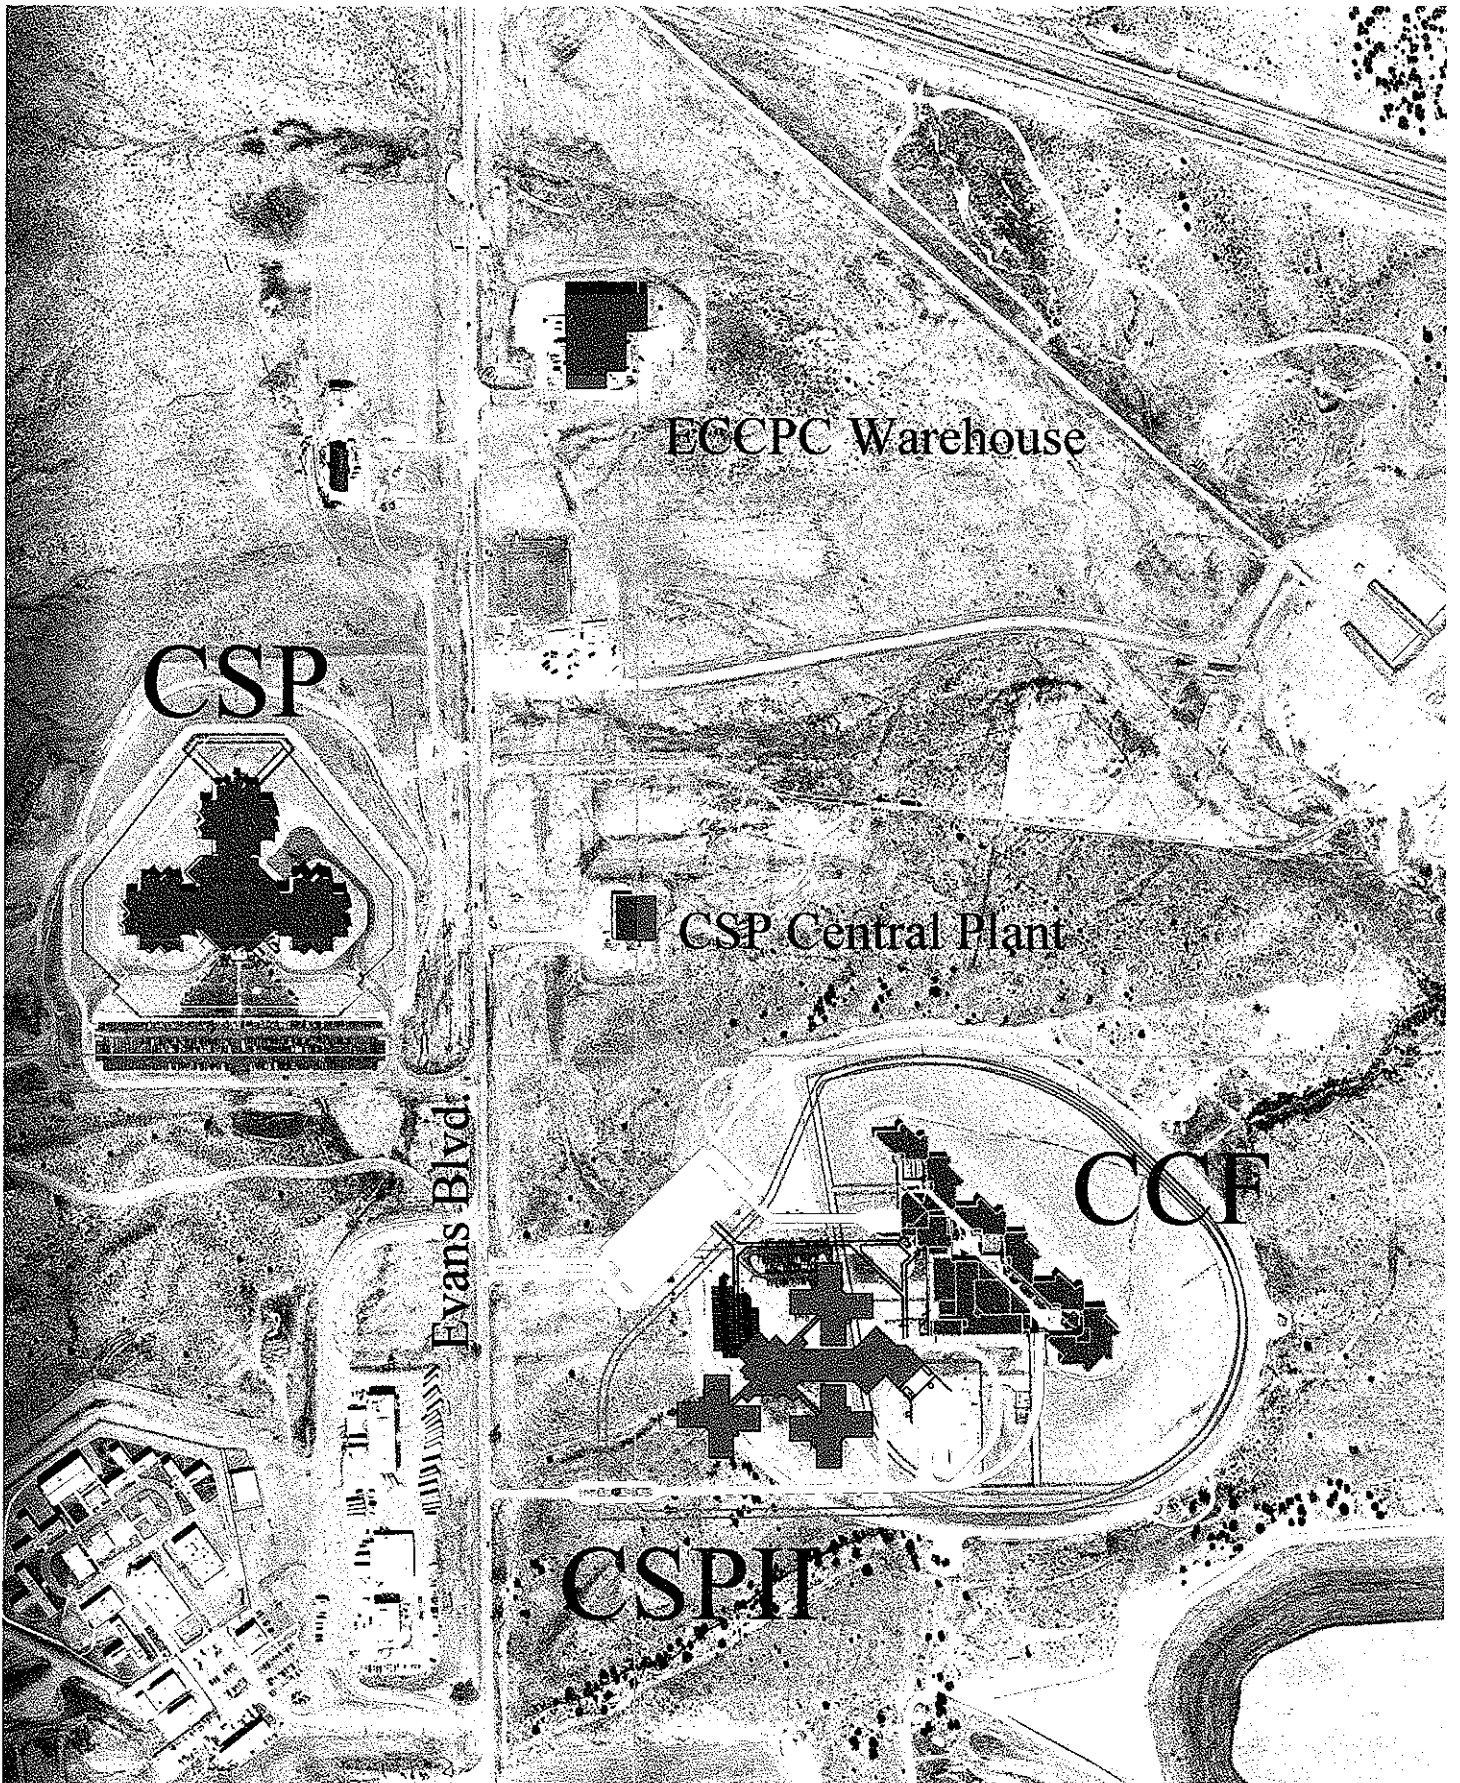 ECCPC Warehouse
CSP
CSP Central Plant
Evans Blvd.
CCF
CSPII